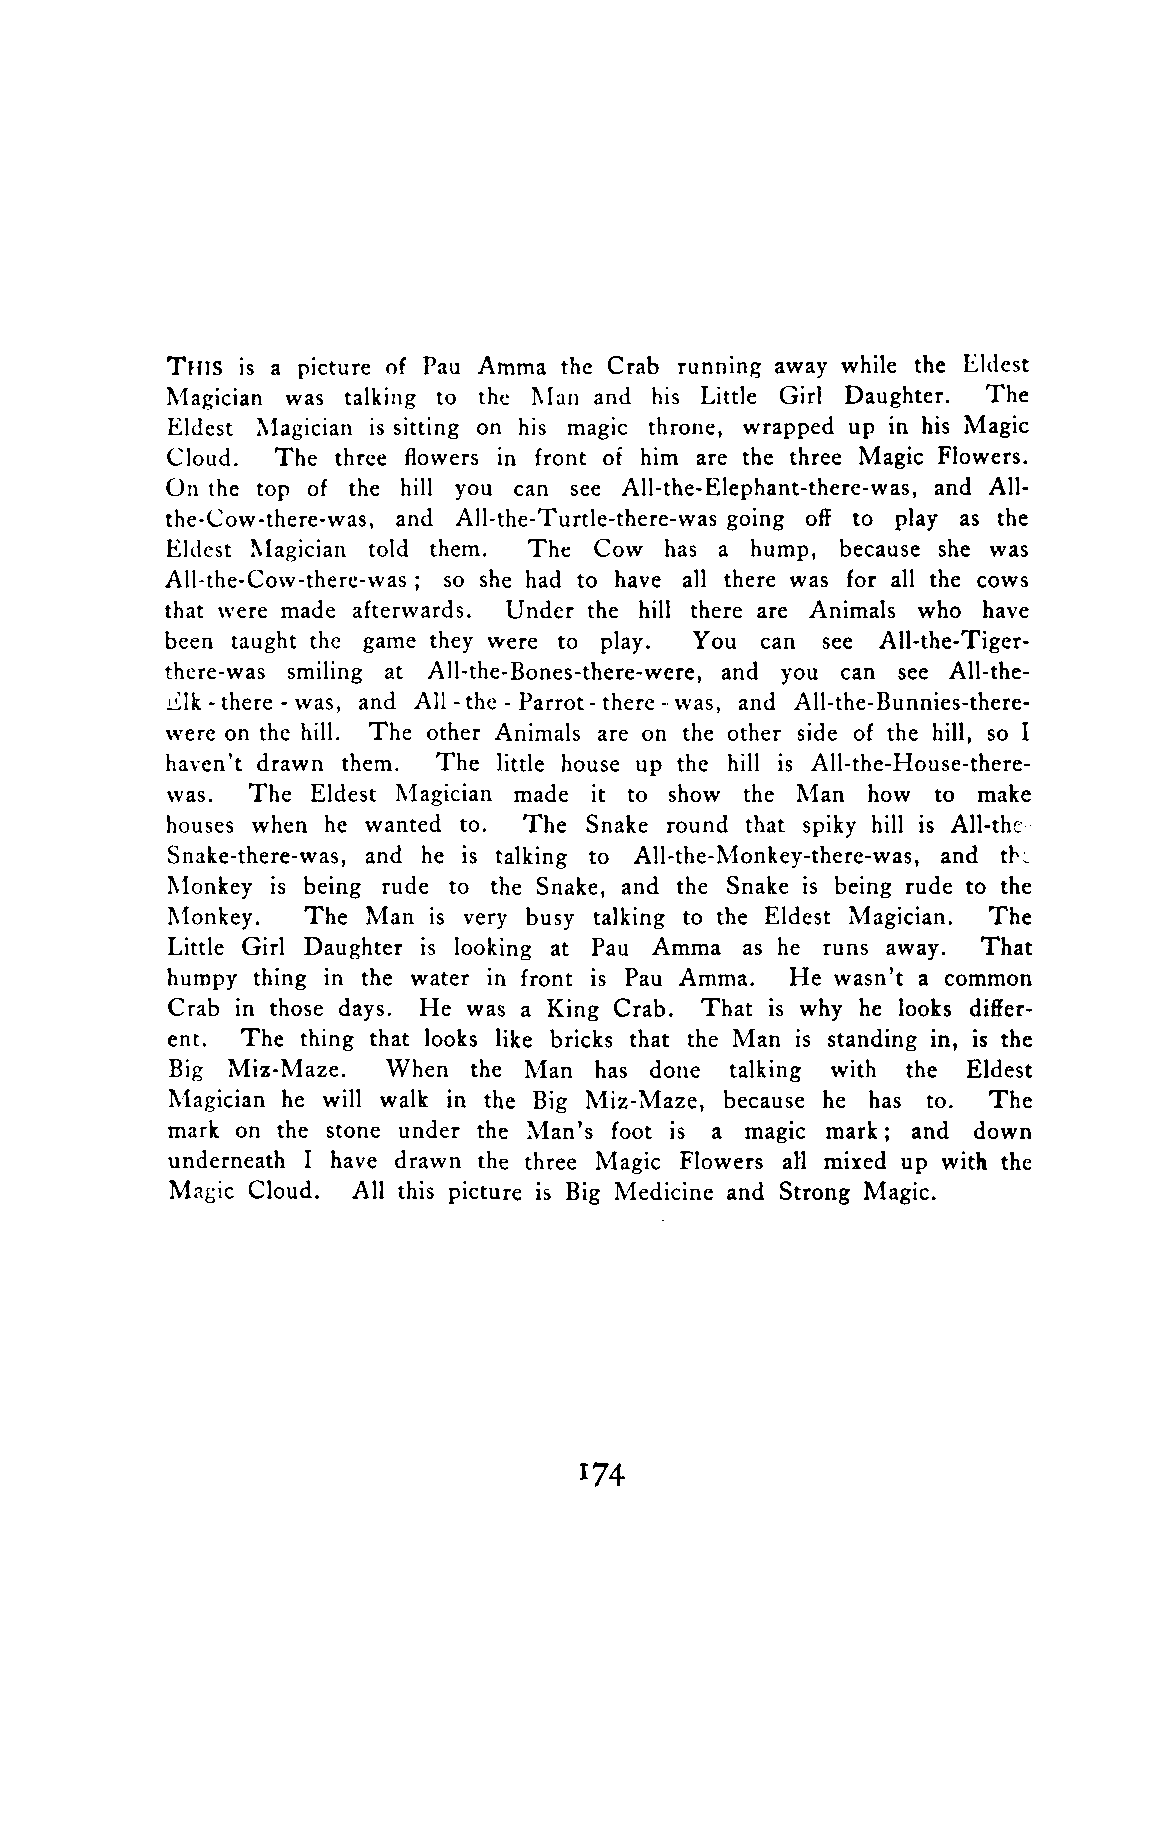 THIS is a picture of Pau Amma the Crab running away while the Eldest
Magician was talking to the Man and his Little Girl Daughter. The
Eldest Magician is sitting on his magic throne, wrapped up in his Magic
Cloud. The three flowers in front of him are the three Magic Flowers.
On the top of the hill you can see All-the-Elephant-there-was, and All-
the-Cow-there-was, and All-the-Turtle-there-was going off to play as the
Eldest Magician told them. The Cow has a hump, because she was
All-the-Cow-there-was ; so she had to have all there was for all the cows
that were made afterwards. Under the hill there are Animals who have
been taught the game they were to play. You can see All-the-Tiger-
there-was smiling at All-the-Bones-there-were, and you can see All-the-
Elk-there-was, and All-the-Parrot-there-was, and All-the-Bunnies-there-
were on the hill. The other Animals are on the other side of the hill, so I
haven't drawn them. The little house up the hill is All-the-House-there-
was. The Eldest Magician made it to show the Man how to make
houses when he wanted to. The Snake round that spiky hill is All-the-
Snake-there-was, and he is talking to All-the-Monkey-there-was, and the
Monkey is being rude to the Snake, and the Snake is being rude to the
Monkey. The Man is very busy talking to the Eldest Magician. The
Little Girl Daughter is looking at Pau Amma as he runs away. That
humpy thing in the water in front is Pau Amma. He wasn't a common
Crab in those days. He was a King Crab. That is why he looks differ-
ent. The thing that looks like bricks that the Man is standing in, is the
Big Miz-Maze. When the Man has done talking with the Eldest
Magician he will walk in the Big Miz-Maze, because he has to. The
mark on the stone under the Man's foot is a magic mark; and down
underneath I have drawn the three Magic Flowers all mixed up with the
Magic Cloud. All this picture is Big Medicine and Strong Magic.
174